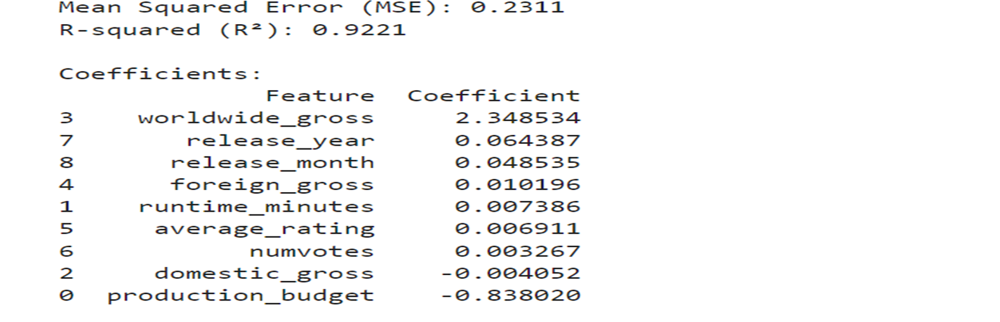 Mean Squared Error (MSE): 0.2311
R-squared (R²): 0.9221
Coefficients:
Feature Coefficient
3 worldwide_gross 2.348534
7 release_year 0.064387
8 release_month 0.048535
4 foreign_gross 0.010196
1 runtime_minutes 0.007386
5 average_rating 0.006911
6 numvotes 0.003267
2 domestic_gross -0.004052
0 production_budget -0.838020